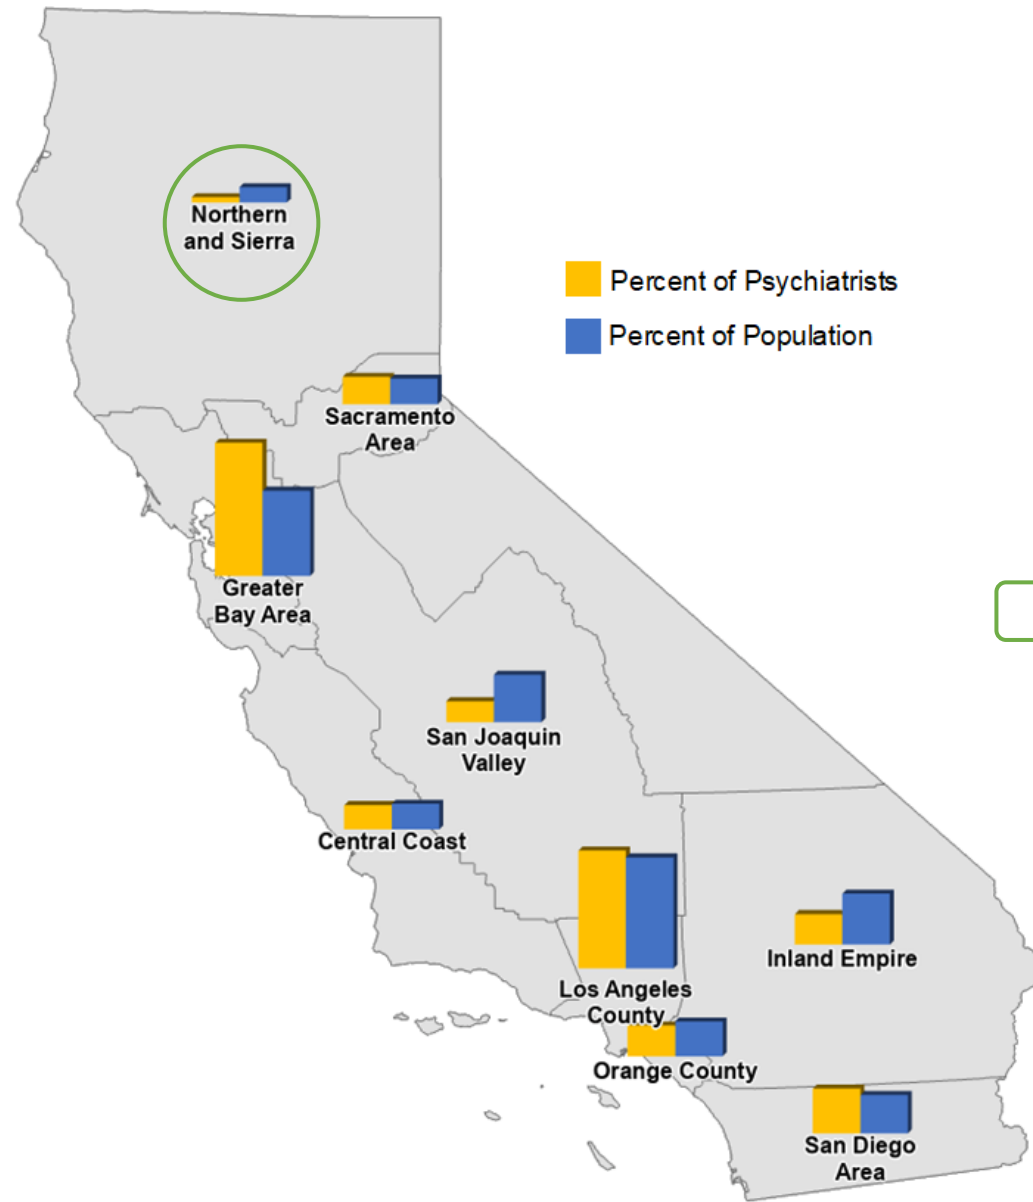 Northern
and Sierra
Percent of Psychiatrists
Percent of Population
Sacramento
Area
Greater
Bay Area
San Joaquin
Valley
Central Coast
Inland Empire
Los Angeles
County
Orange County
San Diego
Area